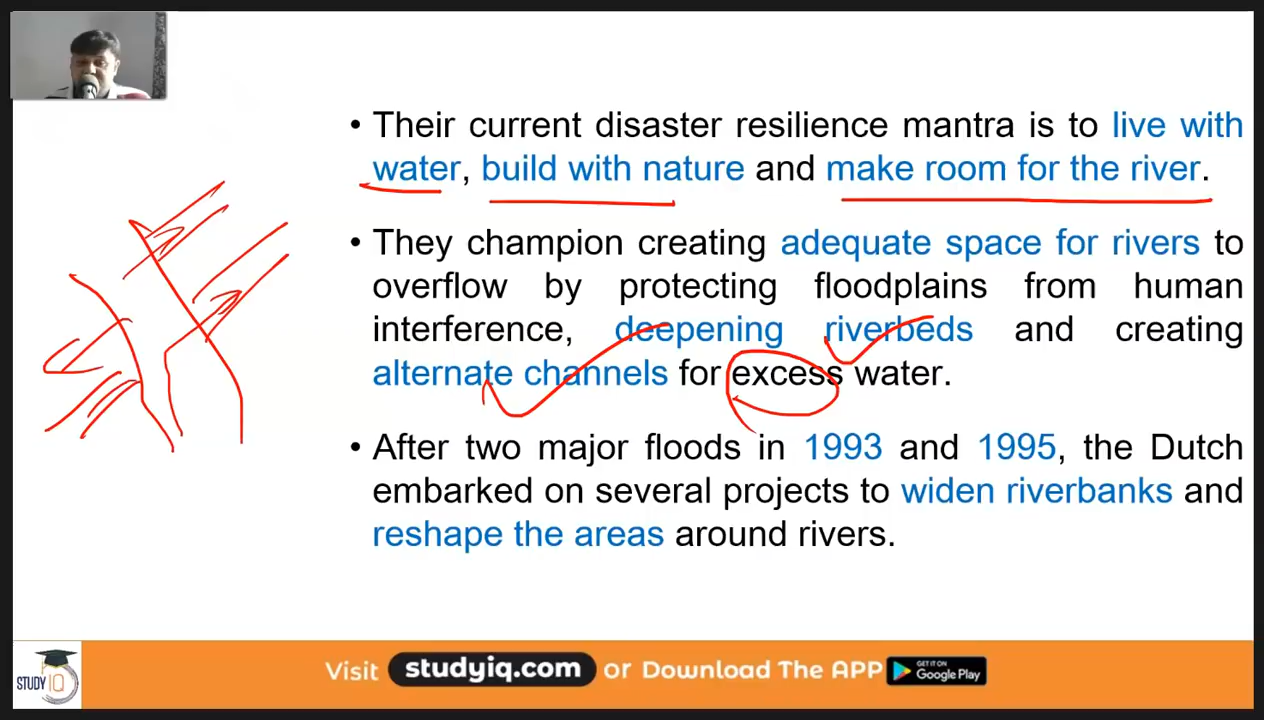 • Their current disaster resilience mantra is to live with
water, build with nature and make room for the river.
• They champion creating adequate space for rivers to
overflow by protecting floodplains from human
interference, deepening riverbeds and creating
alternate channels for excess water.
• After two major floods in 1993 and 1995, the Dutch
embarked on several projects to widen riverbanks and
reshape the areas around rivers.
STUDY IQ
Visit studyiq.com or Download The APP
GET IT ON
Google Play